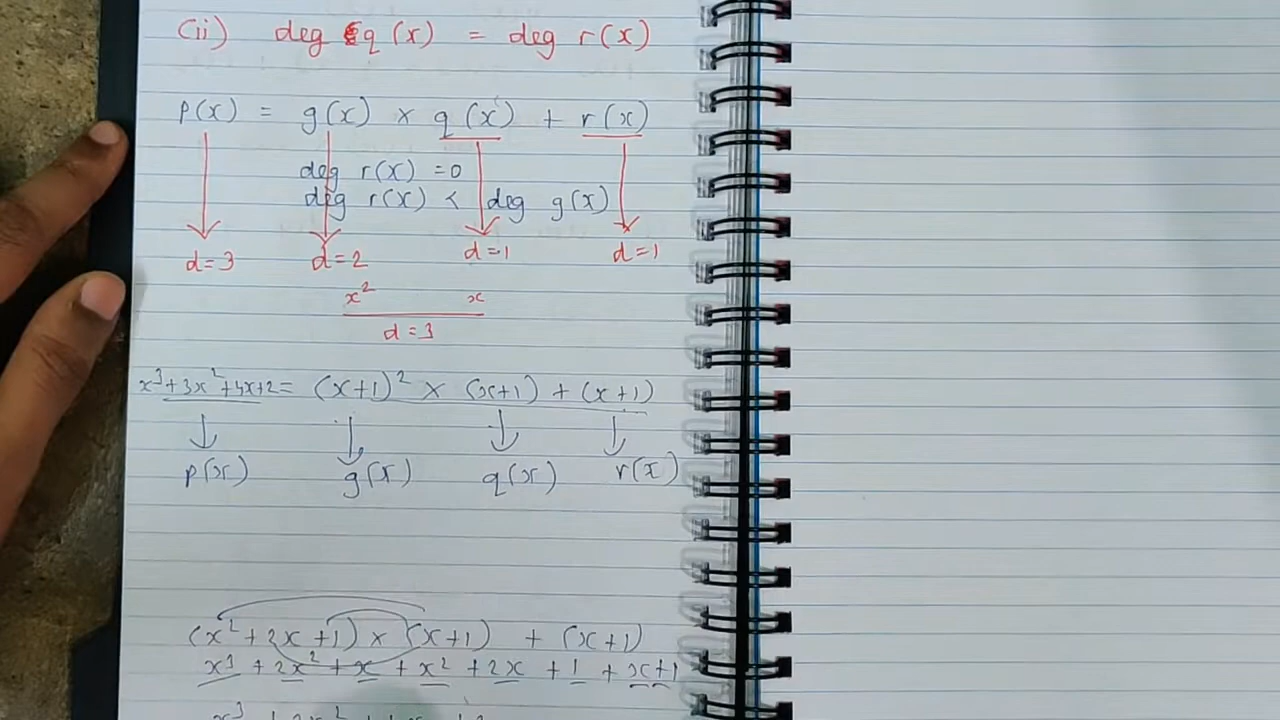 (ii) deg q(x) = deg r(x)
p(x) = g(x) × q(x) + r(x)
deg r(x) = 0
deg r(x) < deg g(x)
d=3 d=2 d=1 d=1
x² x
d=3
x³+3x²+4x+2= (x+1)² × (x+1) + (x+1)
p(x) g(x) q(x) r(x)
(x²+2x+1) × (x+1) + (x+1)
x³ + 2x² + x + x² + 2x + 1 + x+1